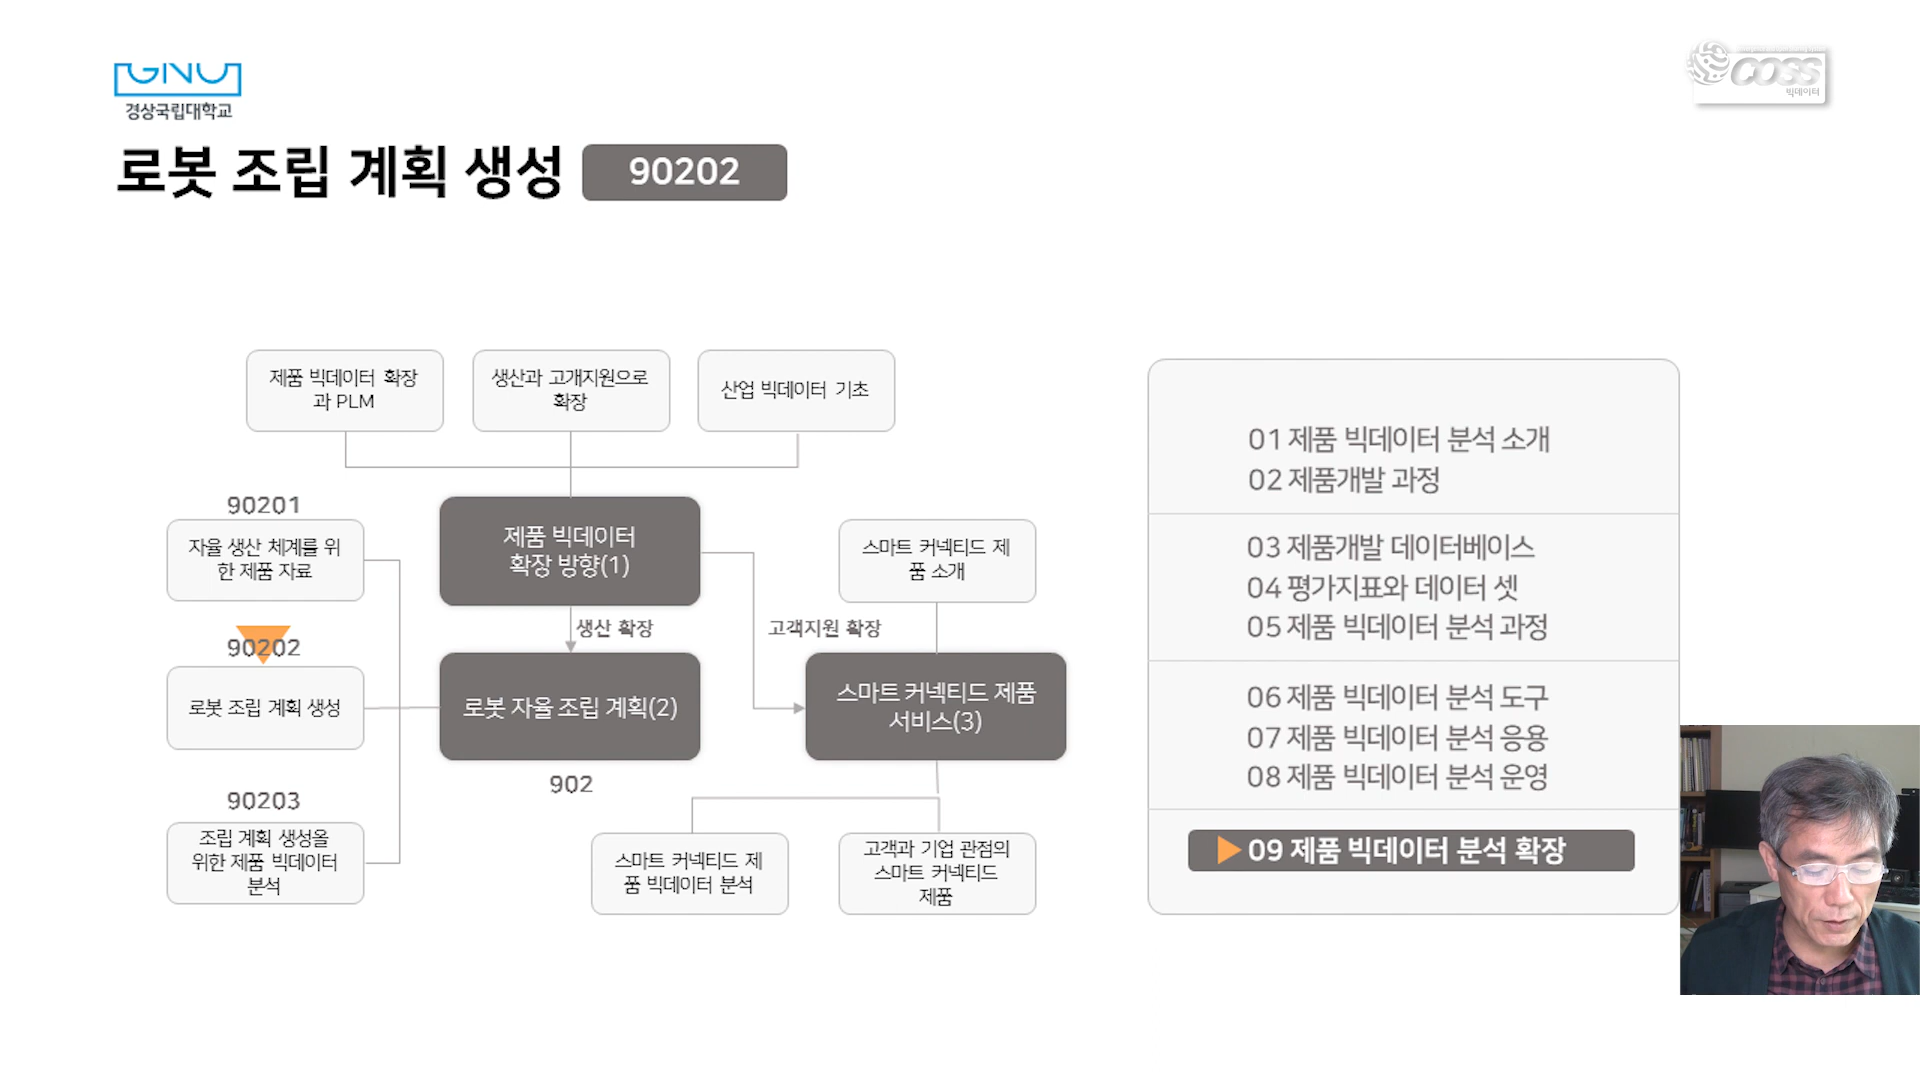 GNU
경상국립대학교
COSS
빅데이터
로봇 조립 계획 생성
90202
제품 빅데이터 확장
과 PLM
생산과 고개지원으로
확장
산업 빅데이터 기초
90201
자율 생산 체계를 위
한 제품 자료
제품 빅데이터
확장 방향(1)
스마트 커넥티드 제
품 소개
생산 확장
고객지원 확장
90202
로봇 조립 계획 생성
로봇 자율 조립 계획(2)
스마트 커넥티드 제품
서비스(3)
902
90203
조립 계획 생성을
위한 제품 빅데이터
분석
스마트 커넥티드 제
품 빅데이터 분석
고객과 기업 관점의
스마트 커넥티드
제품
01 제품 빅데이터 분석 소개
02 제품개발 과정
03 제품개발 데이터베이스
04 평가지표와 데이터 셋
05 제품 빅데이터 분석 과정
06 제품 빅데이터 분석 도구
07 제품 빅데이터 분석 응용
08 제품 빅데이터 분석 운영
09 제품 빅데이터 분석 확장